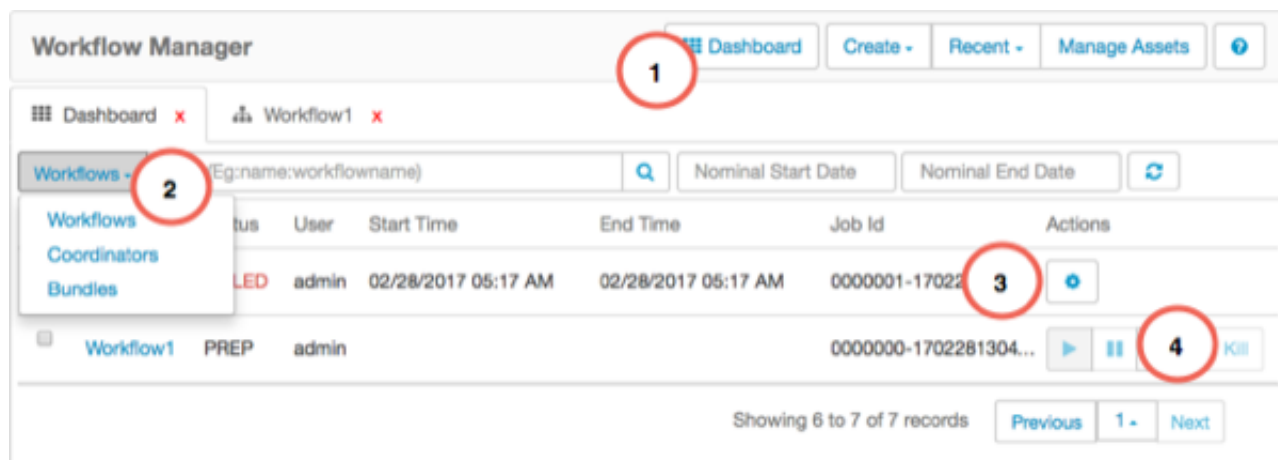 Workflow Manager Dashboard Create Recent Manage Assets ?
1
Dashboard x Workflow1 x
Workflows (Eg:name:workflowname) Nominal Start Date Nominal End Date
2
Workflows User Start Time End Time Job Id Actions
Coordinators
Bundles admin 02/28/2017 05:17 AM 02/28/2017 05:17 AM 0000001-17022
3
Workflow1 PREP admin 0000000-1702281304... Kill
4
Showing 6 to 7 of 7 records Previous 1 Next